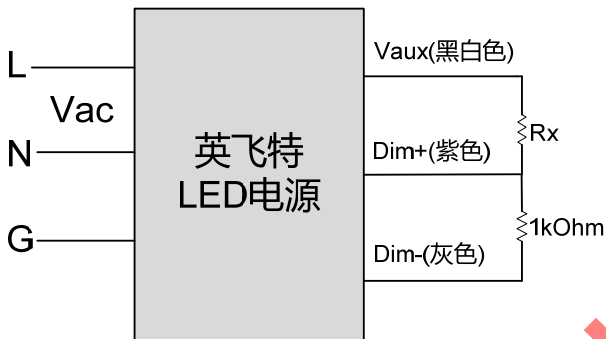 L
Vac
N
G
英飞特
LED电源
Vaux(黑白色)
Rx
Dim+(紫色)
1kOhm
Dim-(灰色)